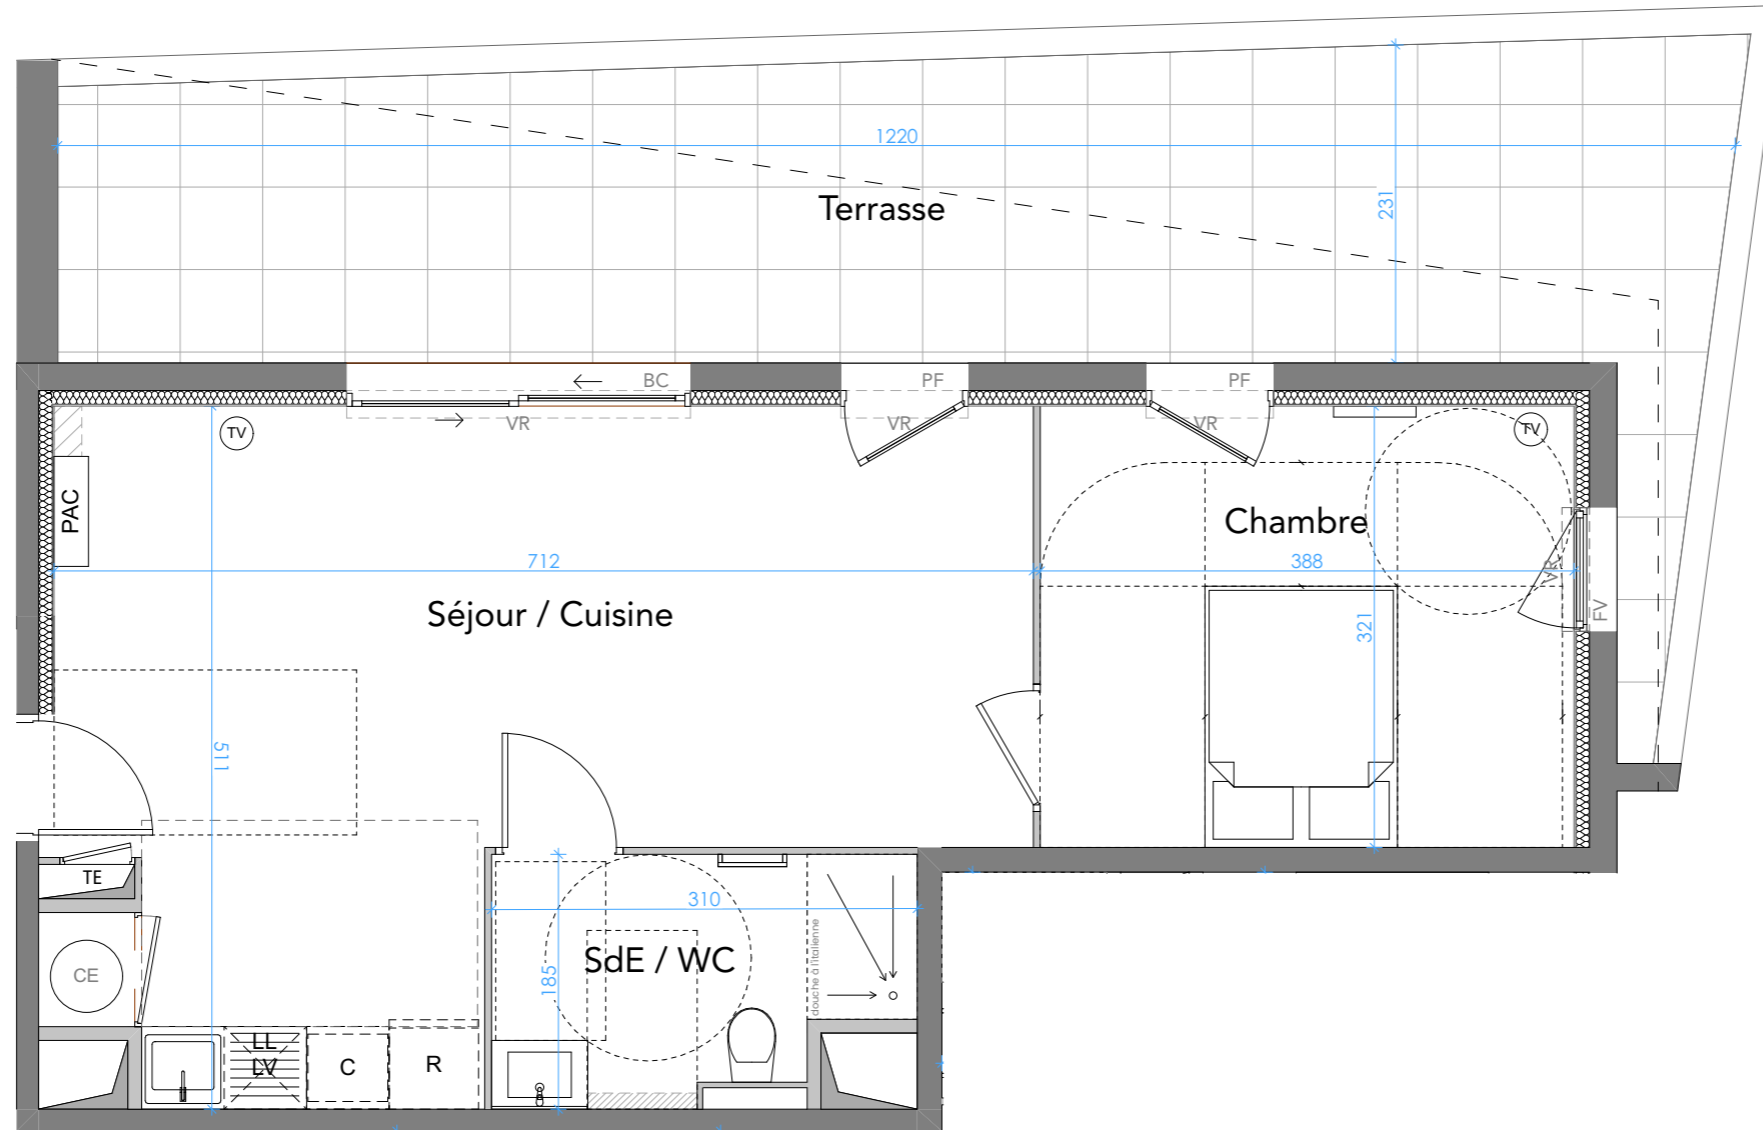 1220
231
Terrasse
BC
PF
PF
VR
VR
VR
TV
TV
PAC
Chambre
712
388
VR
FV
Séjour / Cuisine
321
511
TE
310
CE
SdE / WC
185
douche à l'italienne
LL
LV
C
R